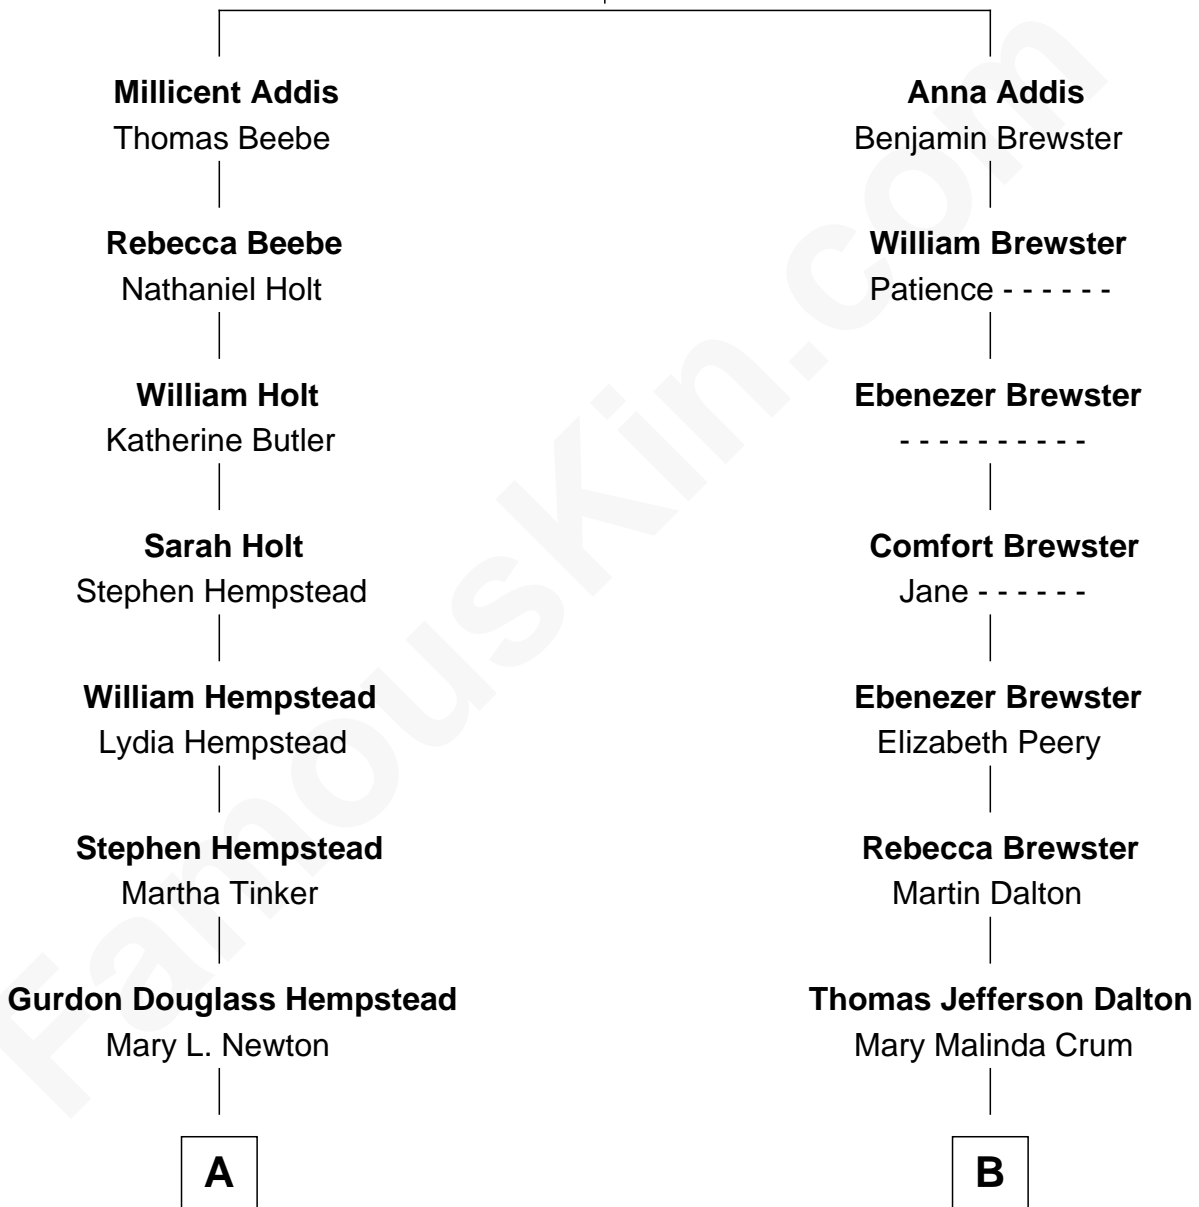 Millicent Addis
Thomas Beebe
Anna Addis
Benjamin Brewster
Rebecca Beebe
Nathaniel Holt
William Brewster
Patience - - - - - -
William Holt
Katherine Butler
Ebenezer Brewster
- - - - - - - - - -
Sarah Holt
Stephen Hempstead
Comfort Brewster
Jane - - - - - -
William Hempstead
Lydia Hempstead
Ebenezer Brewster
Elizabeth Peery
Stephen Hempstead
Martha Tinker
Rebecca Brewster
Martin Dalton
Gurdon Douglass Hempstead
Mary L. Newton
Thomas Jefferson Dalton
Mary Malinda Crum
A
B
FamousKin.com